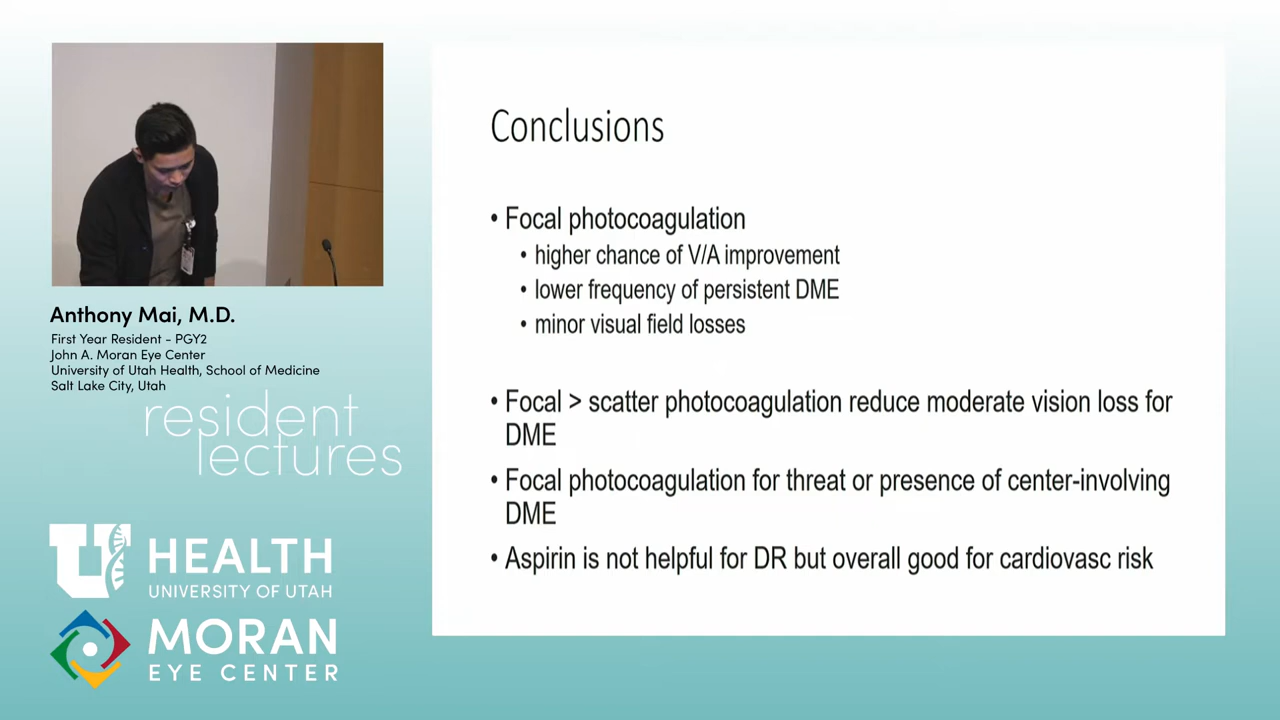 Anthony Mai, M.D.
First Year Resident - PGY2
John A. Moran Eye Center
University of Utah Health, School of Medicine
Salt Lake City, Utah
resident
lectures
U HEALTH
UNIVERSITY OF UTAH
MORAN
EYE CENTER
Conclusions
• Focal photocoagulation
• higher chance of V/A improvement
• lower frequency of persistent DME
• minor visual field losses
• Focal > scatter photocoagulation reduce moderate vision loss for
DME
• Focal photocoagulation for threat or presence of center-involving
DME
• Aspirin is not helpful for DR but overall good for cardiovasc risk